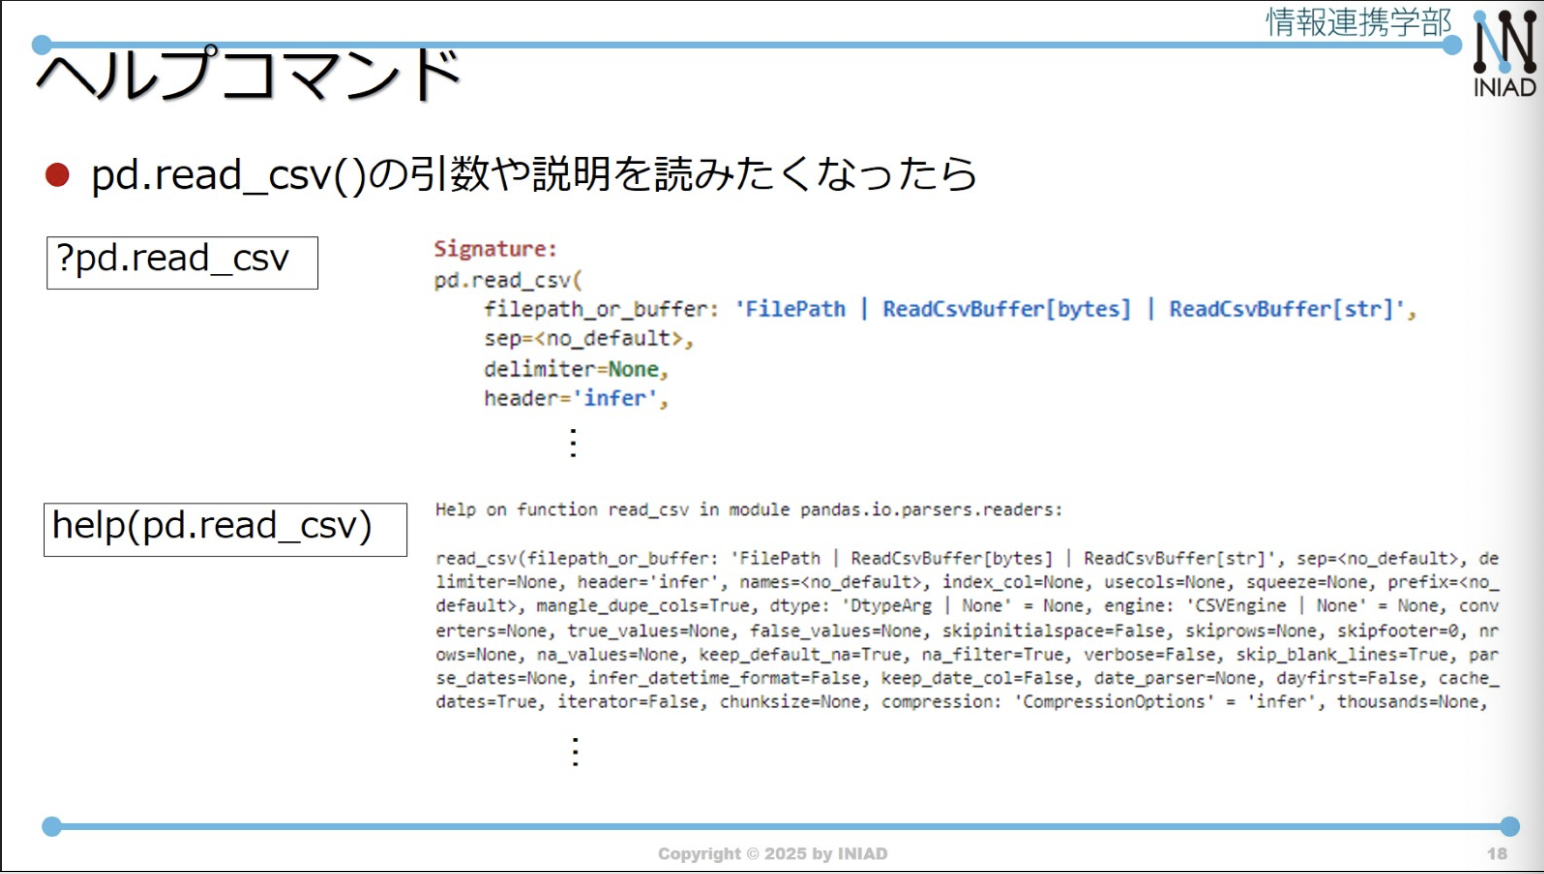 情報連携学部
INIAD
ヘルプコマンド
pd.read_csv()の引数や説明を読みたくなったら
?pd.read_csv
Signature:
pd.read_csv(
    filepath_or_buffer: 'FilePath | ReadCsvBuffer[bytes] | ReadCsvBuffer[str]',
    sep=<no_default>,
    delimiter=None,
    header='infer',
⋮
help(pd.read_csv)
Help on function read_csv in module pandas.io.parsers.readers:
read_csv(filepath_or_buffer: 'FilePath | ReadCsvBuffer[bytes] | ReadCsvBuffer[str]', sep=<no_default>, de
limiter=None, header='infer', names=<no_default>, index_col=None, usecols=None, squeeze=None, prefix=<no_
default>, mangle_dupe_cols=True, dtype: 'DtypeArg | None' = None, engine: 'CSVEngine | None' = None, conv
erters=None, true_values=None, false_values=None, skipinitialspace=False, skiprows=None, skipfooter=0, nr
ows=None, na_values=None, keep_default_na=True, na_filter=True, verbose=False, skip_blank_lines=True, par
se_dates=None, infer_datetime_format=False, keep_date_col=False, date_parser=None, dayfirst=False, cache_
dates=True, iterator=False, chunksize=None, compression: 'CompressionOptions' = 'infer', thousands=None,
⋮
Copyright © 2025 by INIAD
18